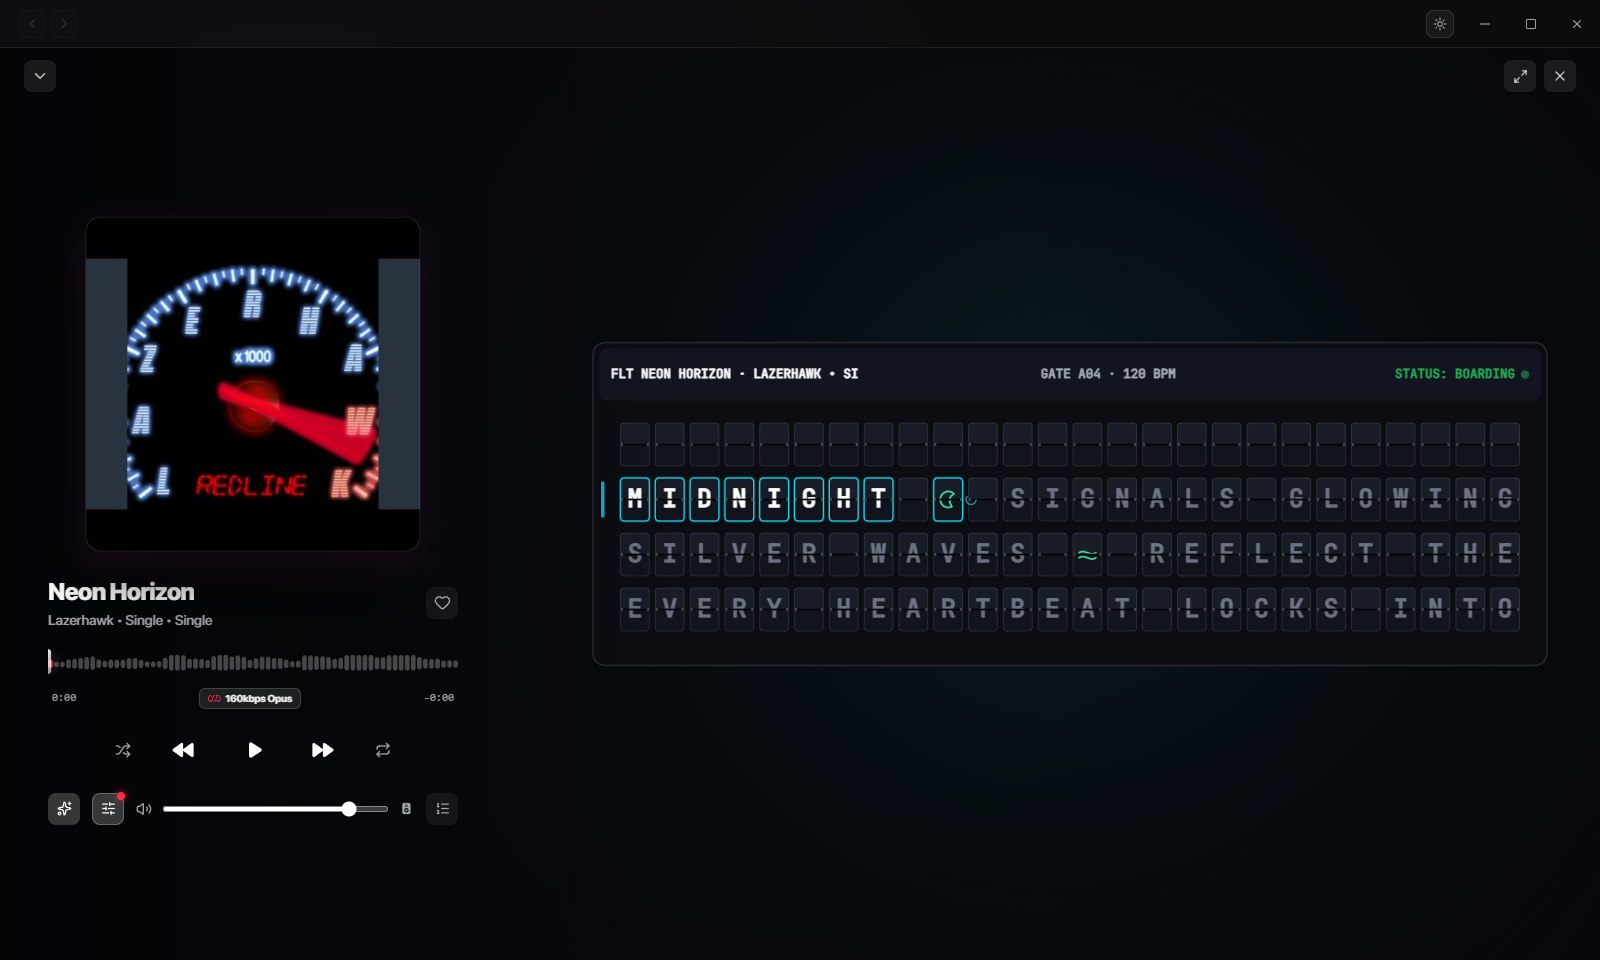 L A Z E R H A W K
x1000
REDLINE
Neon Horizon
Lazerhawk • Single • Single
0:00
160kbps Opus
-0:00
FLT NEON HORIZON · LAZERHAWK • SI
GATE A04 · 120 BPM
STATUS: BOARDING
MIDNIGHT SIGNALS GLOWING
SILVER WAVES ≈ REFLECT THE
EVERY HEARTBEAT LOCKS INTO